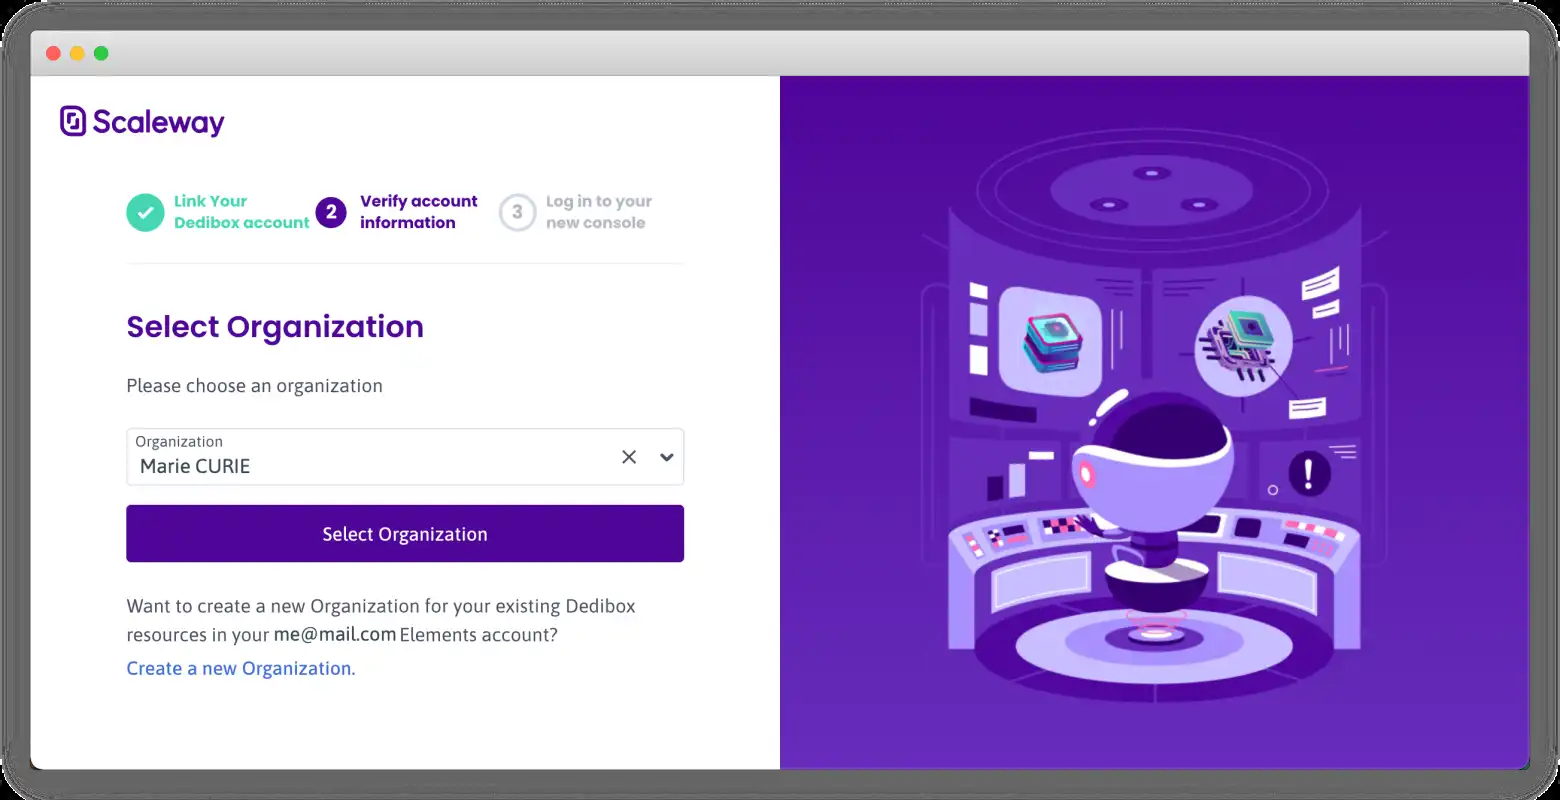 Scaleway
Link Your
Dedibox account
2
Verify account
information
3
Log in to your
new console
Select Organization
Please choose an organization
Organization
Marie CURIE
Select Organization
Want to create a new Organization for your existing Dedibox
resources in your me@mail.com Elements account?
Create a new Organization.
!